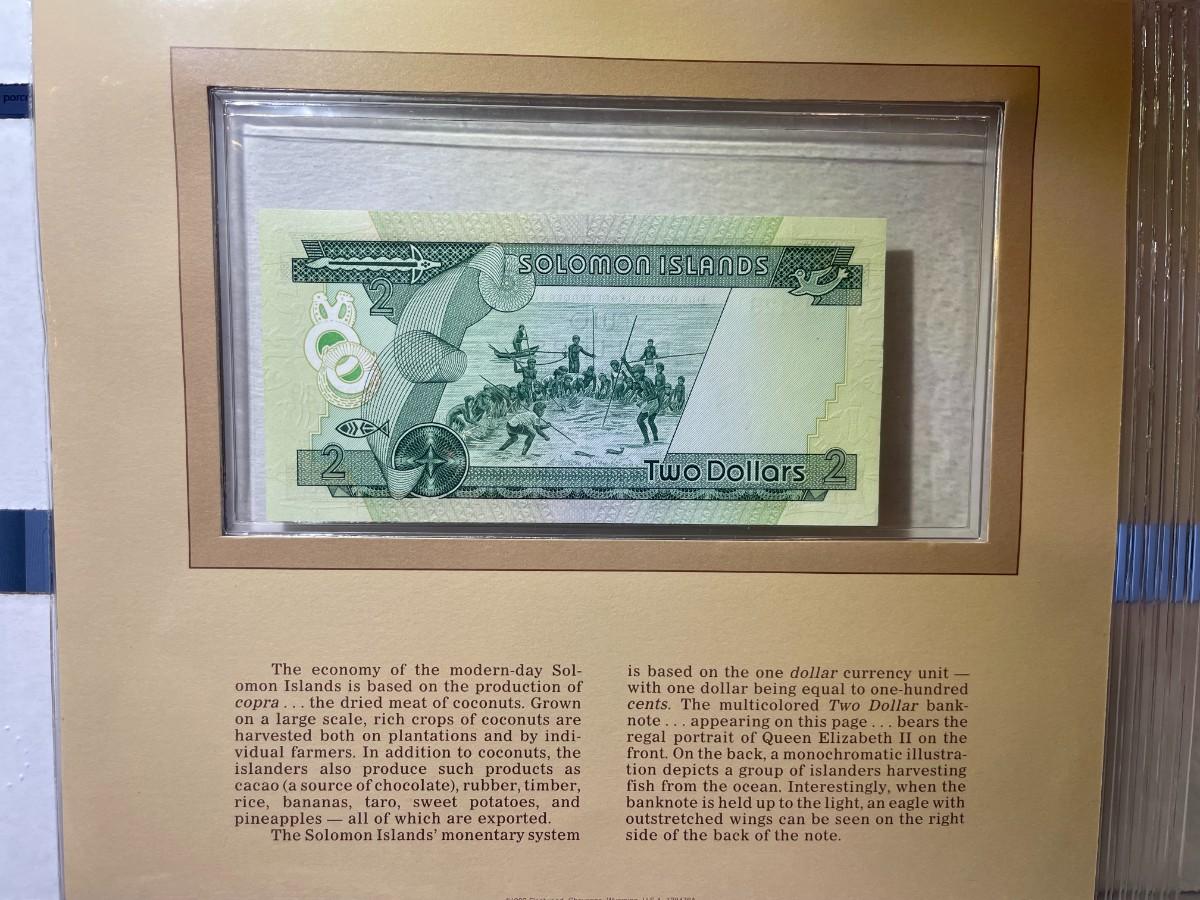 porc
SOLOMON ISLANDS
2
2
Two Dollars
2
The economy of the modern-day Sol-
omon Islands is based on the production of
copra . . . the dried meat of coconuts. Grown
on a large scale, rich crops of coconuts are
harvested both on plantations and by indi-
vidual farmers. In addition to coconuts, the
islanders also produce such products as
cacao (a source of chocolate), rubber, timber,
rice, bananas, taro, sweet potatoes, and
pineapples — all of which are exported.
The Solomon Islands' monentary system
is based on the one dollar currency unit —
with one dollar being equal to one-hundred
cents. The multicolored Two Dollar bank-
note . . . appearing on this page . . . bears the
regal portrait of Queen Elizabeth II on the
front. On the back, a monochromatic illustra-
tion depicts a group of islanders harvesting
fish from the ocean. Interestingly, when the
banknote is held up to the light, an eagle with
outstretched wings can be seen on the right
side of the back of the note.